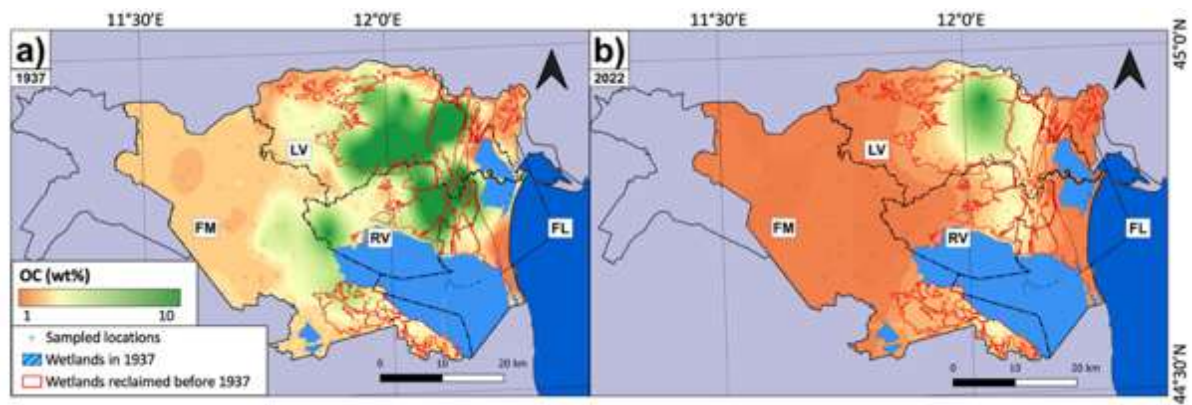 11°30'E 12°0'E 11°30'E 12°0'E
a) b)
1937 2022
45°0'N
LV LV
FM RV FL FM RV FL
OC (wt%)
1 10
Sampled locations
Wetlands in 1937
Wetlands reclaimed before 1937
0 10 20 km 0 10 20 km
44°30'N